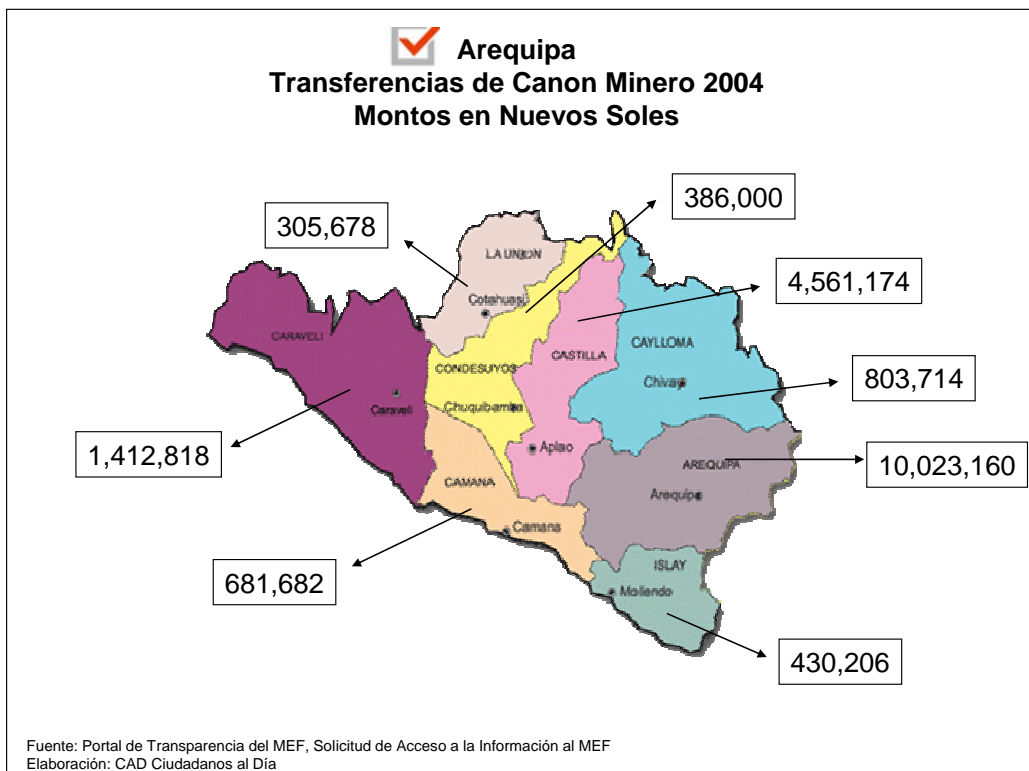 Arequipa
Transferencias de Canon Minero 2004
Montos en Nuevos Soles
386,000
305,678
LA UNION
4,561,174
Cotahuasi
CARAVELI
CAYLLOMA
CASTILLA
CONDESUIYOS
Chivay
803,714
Caraveli
Chuquibamba
1,412,818
Aplao
AREQUIPA
10,023,160
CAMANA
Arequipa
Camana
681,682
ISLAY
Mollendo
430,206
Fuente: Portal de Transparencia del MEF, Solicitud de Acceso a la Información al MEF
Elaboración: CAD Ciudadanos al Día